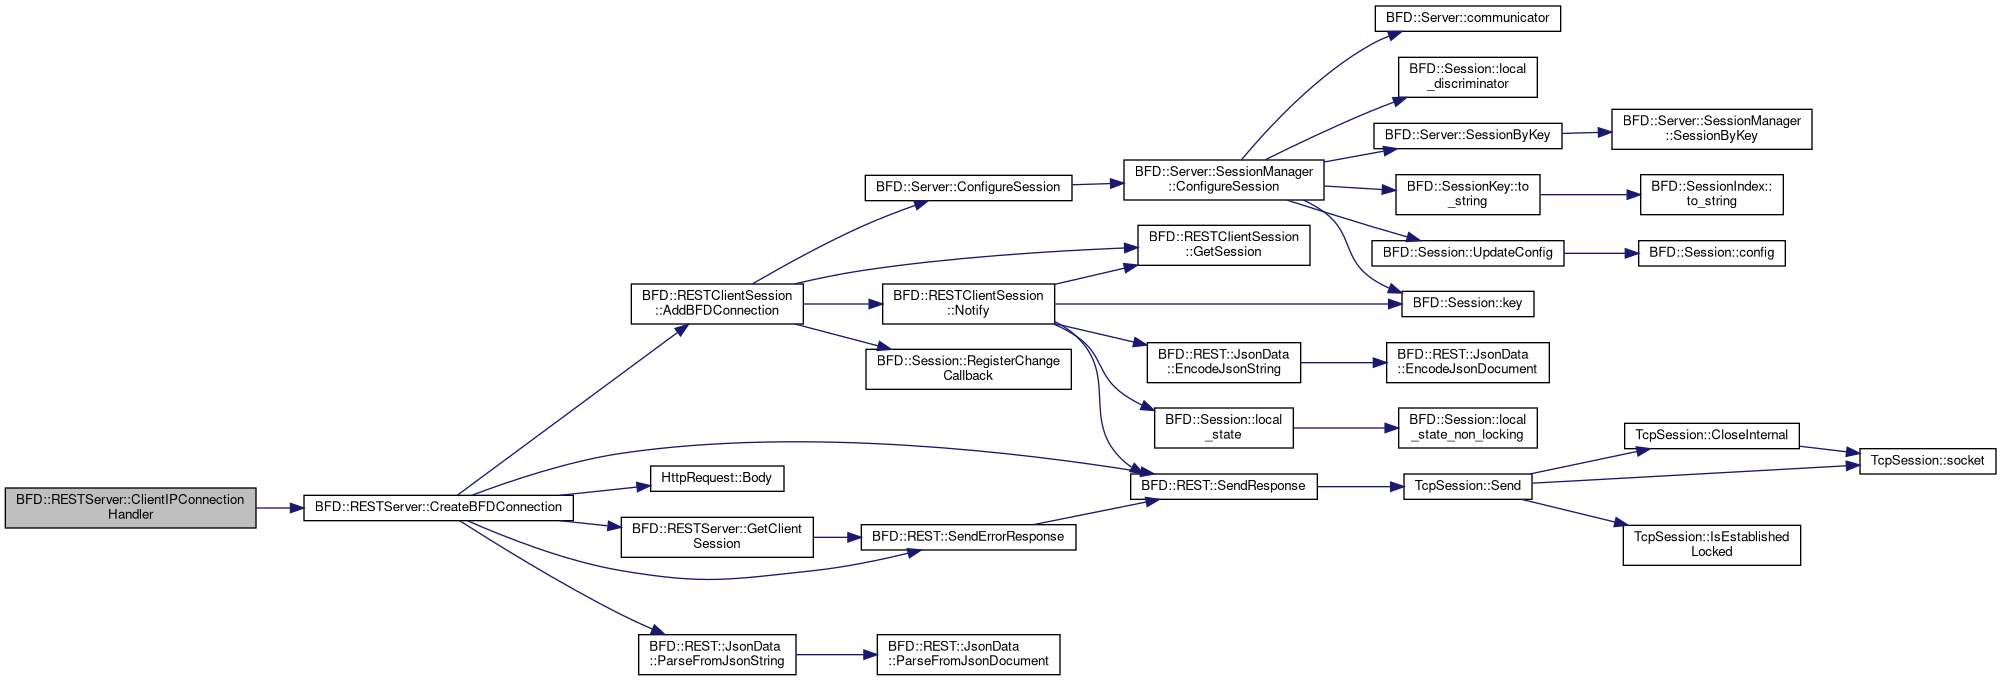 BFD::RESTServer::ClientIPConnection
Handler
BFD::RESTServer::CreateBFDConnection
BFD::RESTClientSession
::AddBFDConnection
HttpRequest::Body
BFD::RESTServer::GetClient
Session
BFD::REST::JsonData
::ParseFromJsonString
BFD::Server::ConfigureSession
BFD::RESTClientSession
::Notify
BFD::Session::RegisterChange
Callback
BFD::REST::SendErrorResponse
BFD::REST::JsonData
::ParseFromJsonDocument
BFD::Server::SessionManager
::ConfigureSession
BFD::RESTClientSession
::GetSession
BFD::REST::JsonData
::EncodeJsonString
BFD::Session::local
_state
BFD::REST::SendResponse
BFD::Server::communicator
BFD::Session::local
_discriminator
BFD::Server::SessionByKey
BFD::SessionKey::to
_string
BFD::Session::UpdateConfig
BFD::Session::key
BFD::REST::JsonData
::EncodeJsonDocument
BFD::Session::local
_state_non_locking
TcpSession::Send
BFD::Server::SessionManager
::SessionByKey
BFD::SessionIndex::
to_string
BFD::Session::config
TcpSession::CloseInternal
TcpSession::IsEstablished
Locked
TcpSession::socket